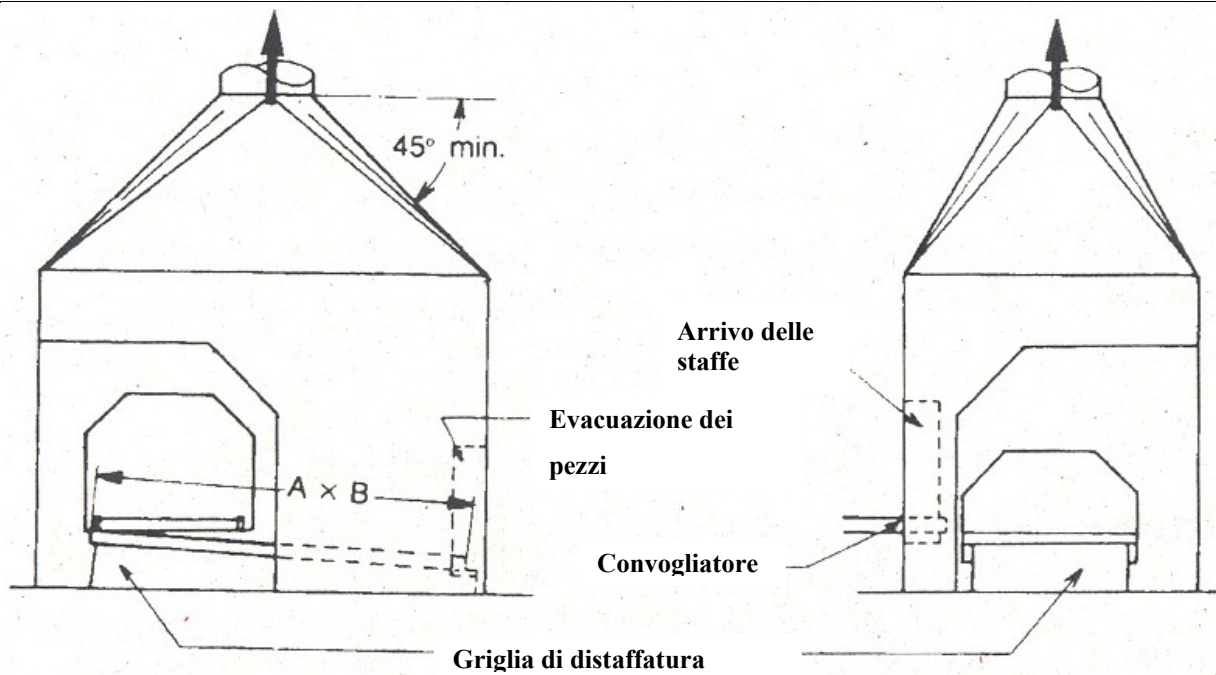 45° min.
Arrivo delle
staffe
Evacuazione dei
pezzi
A × B
Convogliatore
Griglia di distaffatura